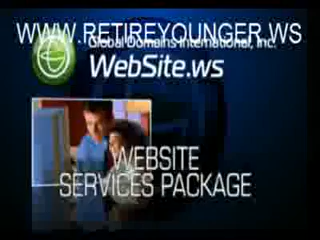 WWW.RETIREYOUNGER.WS
Global Domains International, Inc.
WebSite.ws
WEBSITE
SERVICES PACKAGE